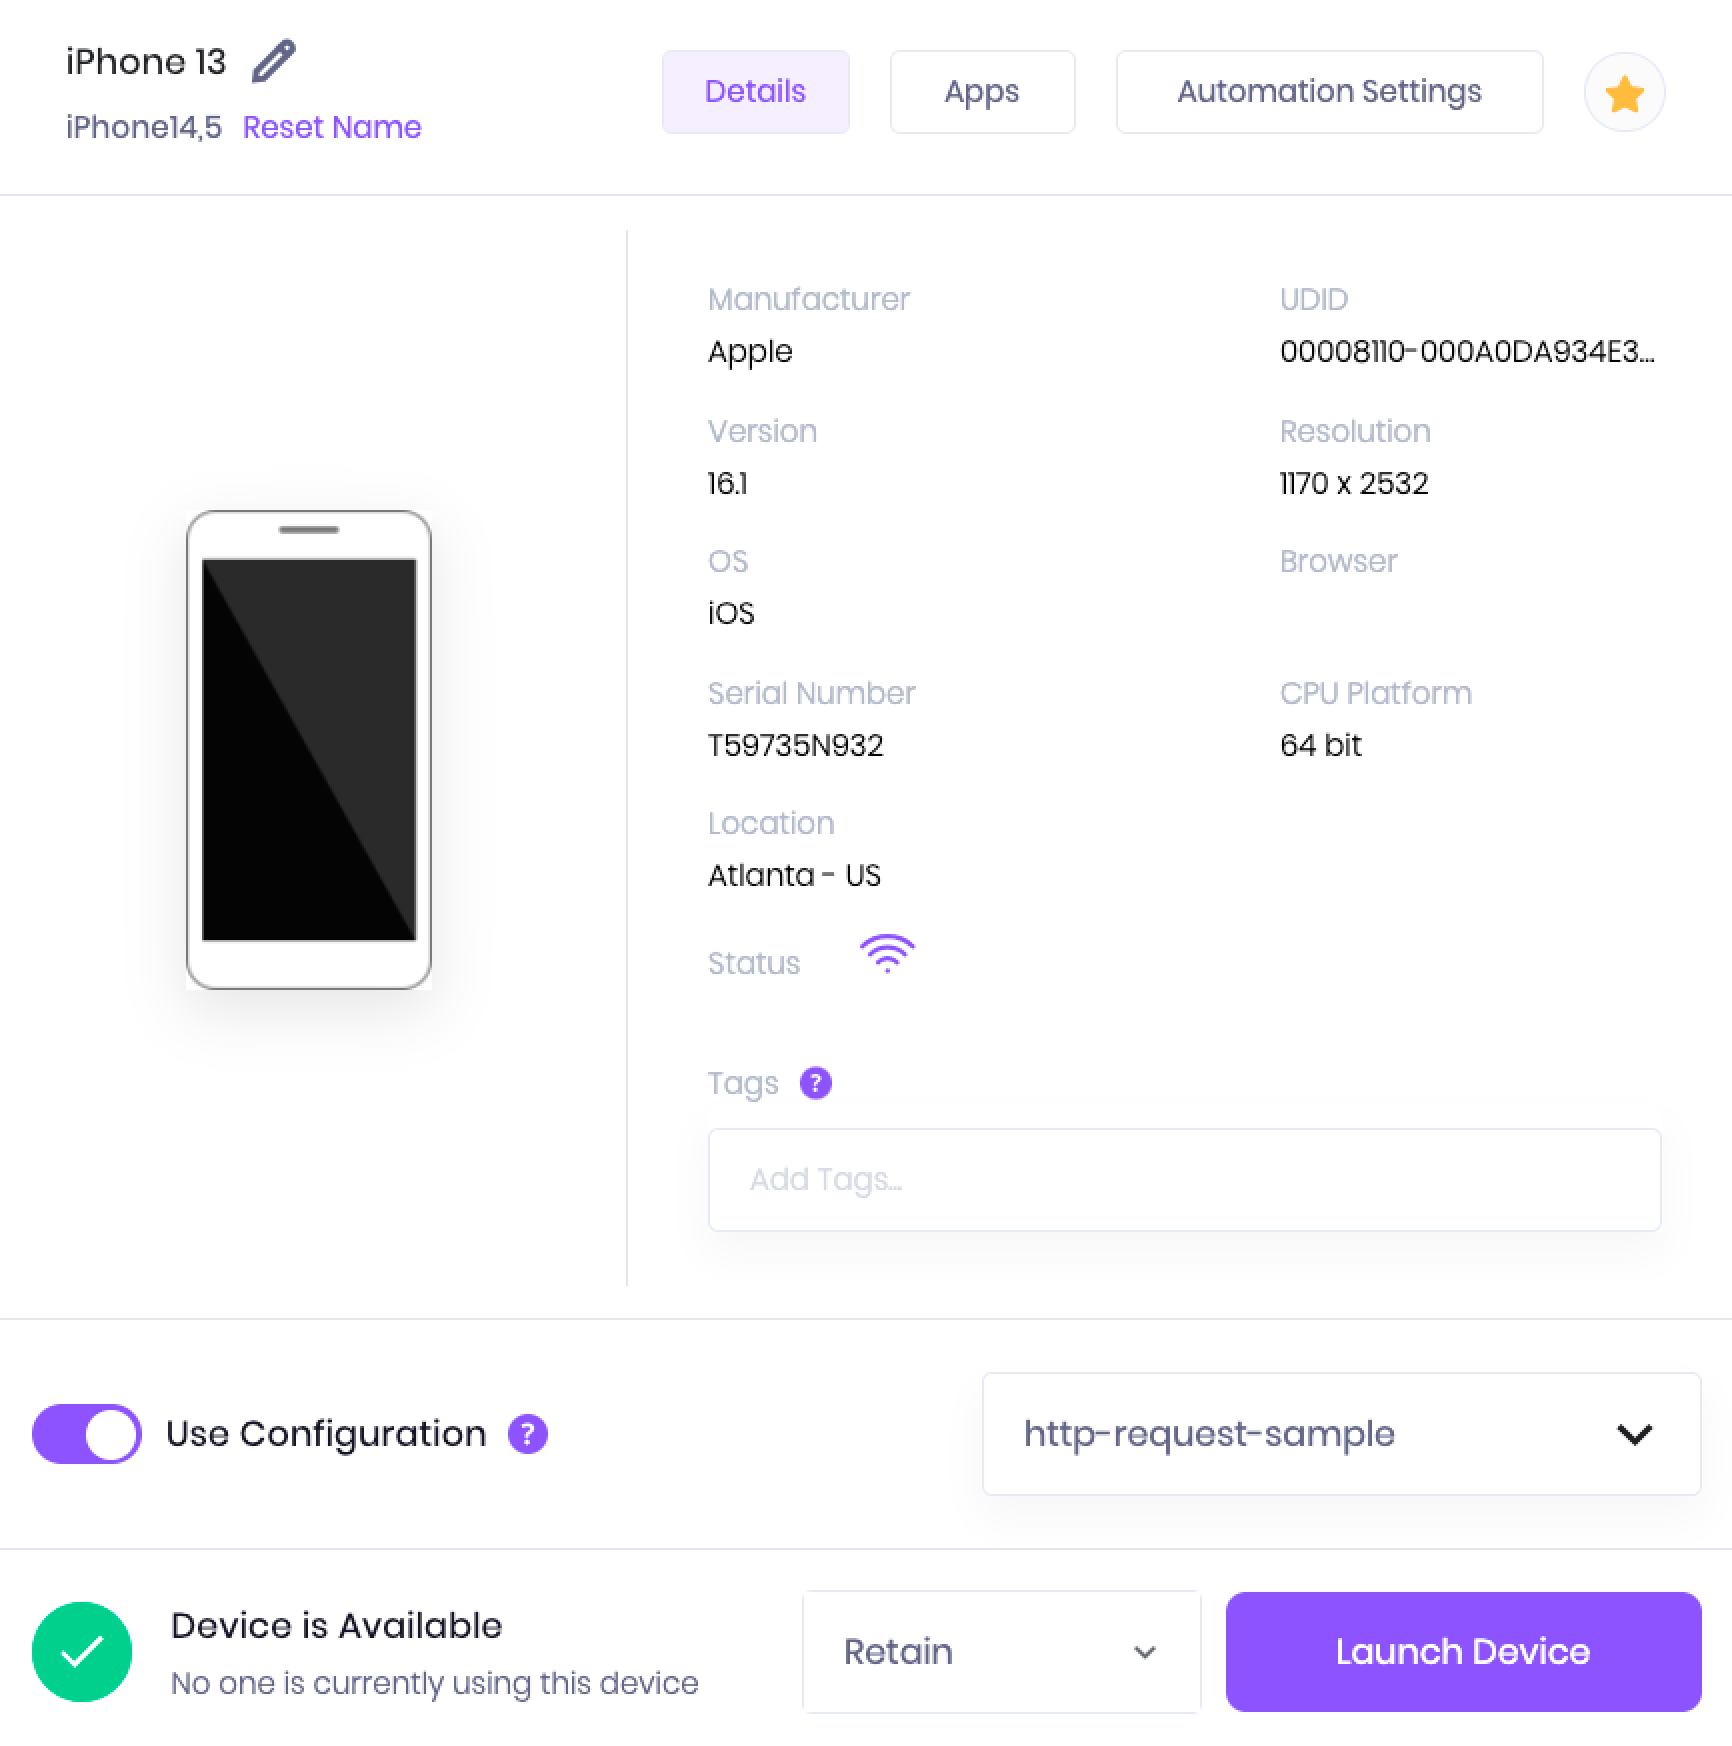 iPhone 13
iPhone14,5 Reset Name
Details
Apps
Automation Settings
Manufacturer
Apple
UDID
00008110-000A0DA934E3...
Version
16.1
Resolution
1170 x 2532
OS
iOS
Browser
Serial Number
T59735N932
CPU Platform
64 bit
Location
Atlanta - US
Status
Tags ?
Add Tags...
Use Configuration ?
http-request-sample
Device is Available
No one is currently using this device
Retain
Launch Device